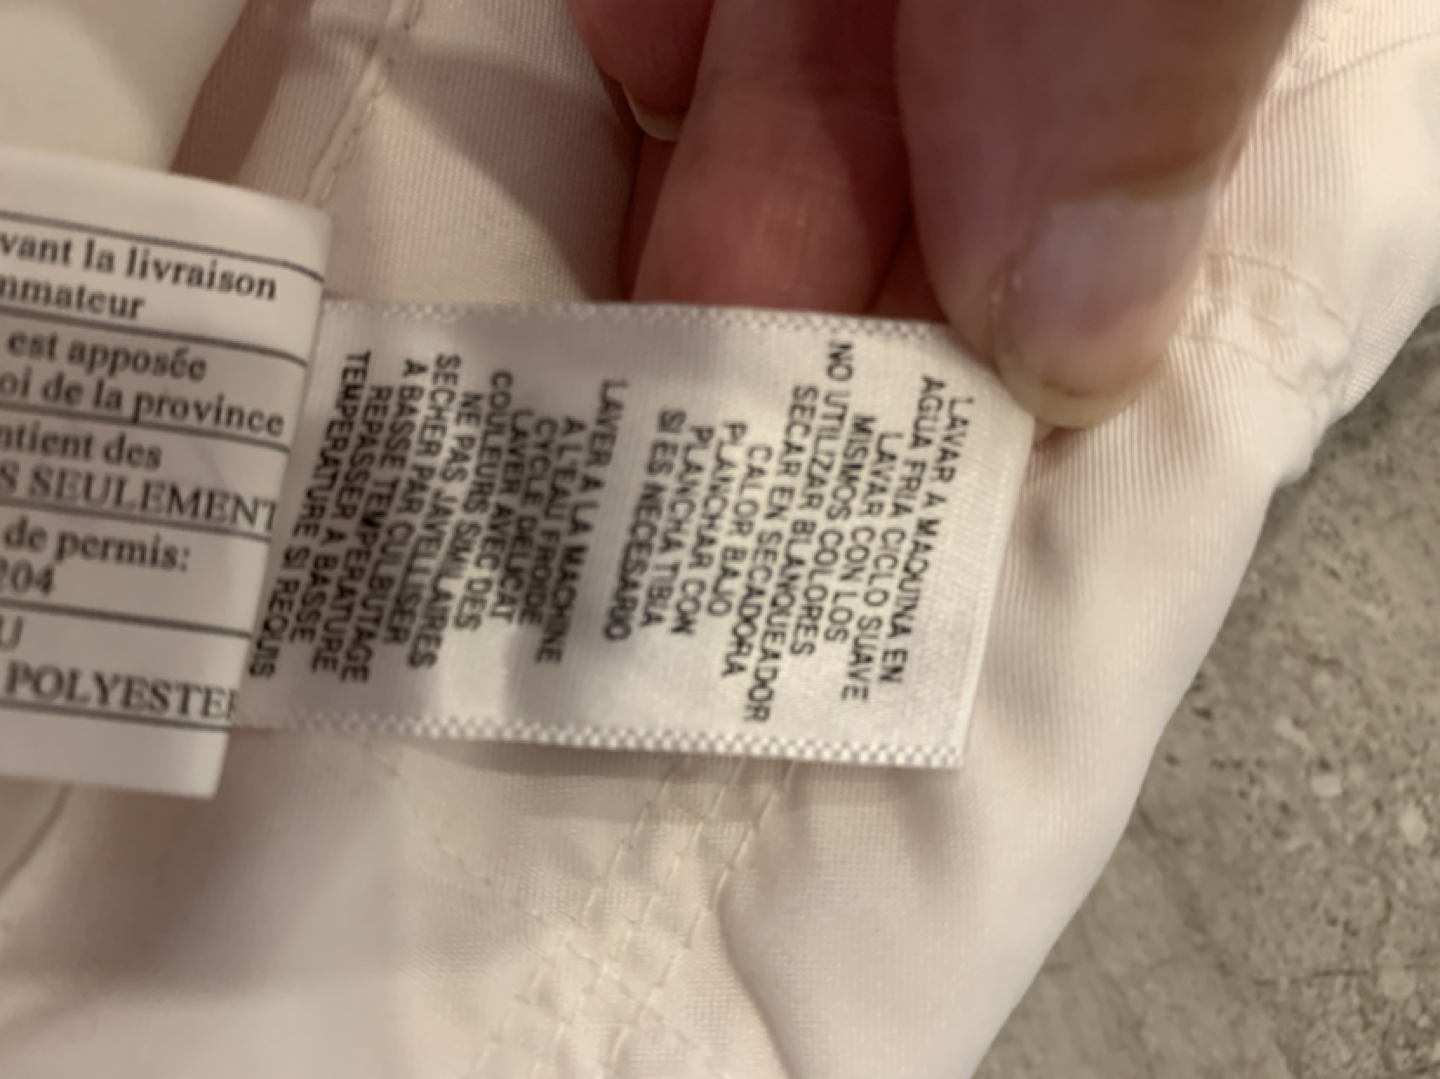 vant la livraison
mmateur
est apposée
oi de la province
ntient des
S SEULEMENT
de permis:
204
U
POLYESTER
LAVAR A MAQUINA EN
AGUA FRIA CICLO SUAVE
LAVAR CON LOS
MISMOS COLORES
NO UTILIZAR BLANQUEADOR
SECAR EN SECADORA
CALOR BAJO
PLANCHAR CON
PLANCHA TIBIA
SI ES NECESARIO
LAVER A LA MACHINE
A L'EAU FROIDE
CYCLE DELICAT
LAVER AVEC DES
COULEURS SIMILAIRES
NE PAS JAVELLISER
SECHER PAR CULBUTAGE
A BASSE TEMPERATURE
REPASSER A BASSE
TEMPERATURE SI REQUIS